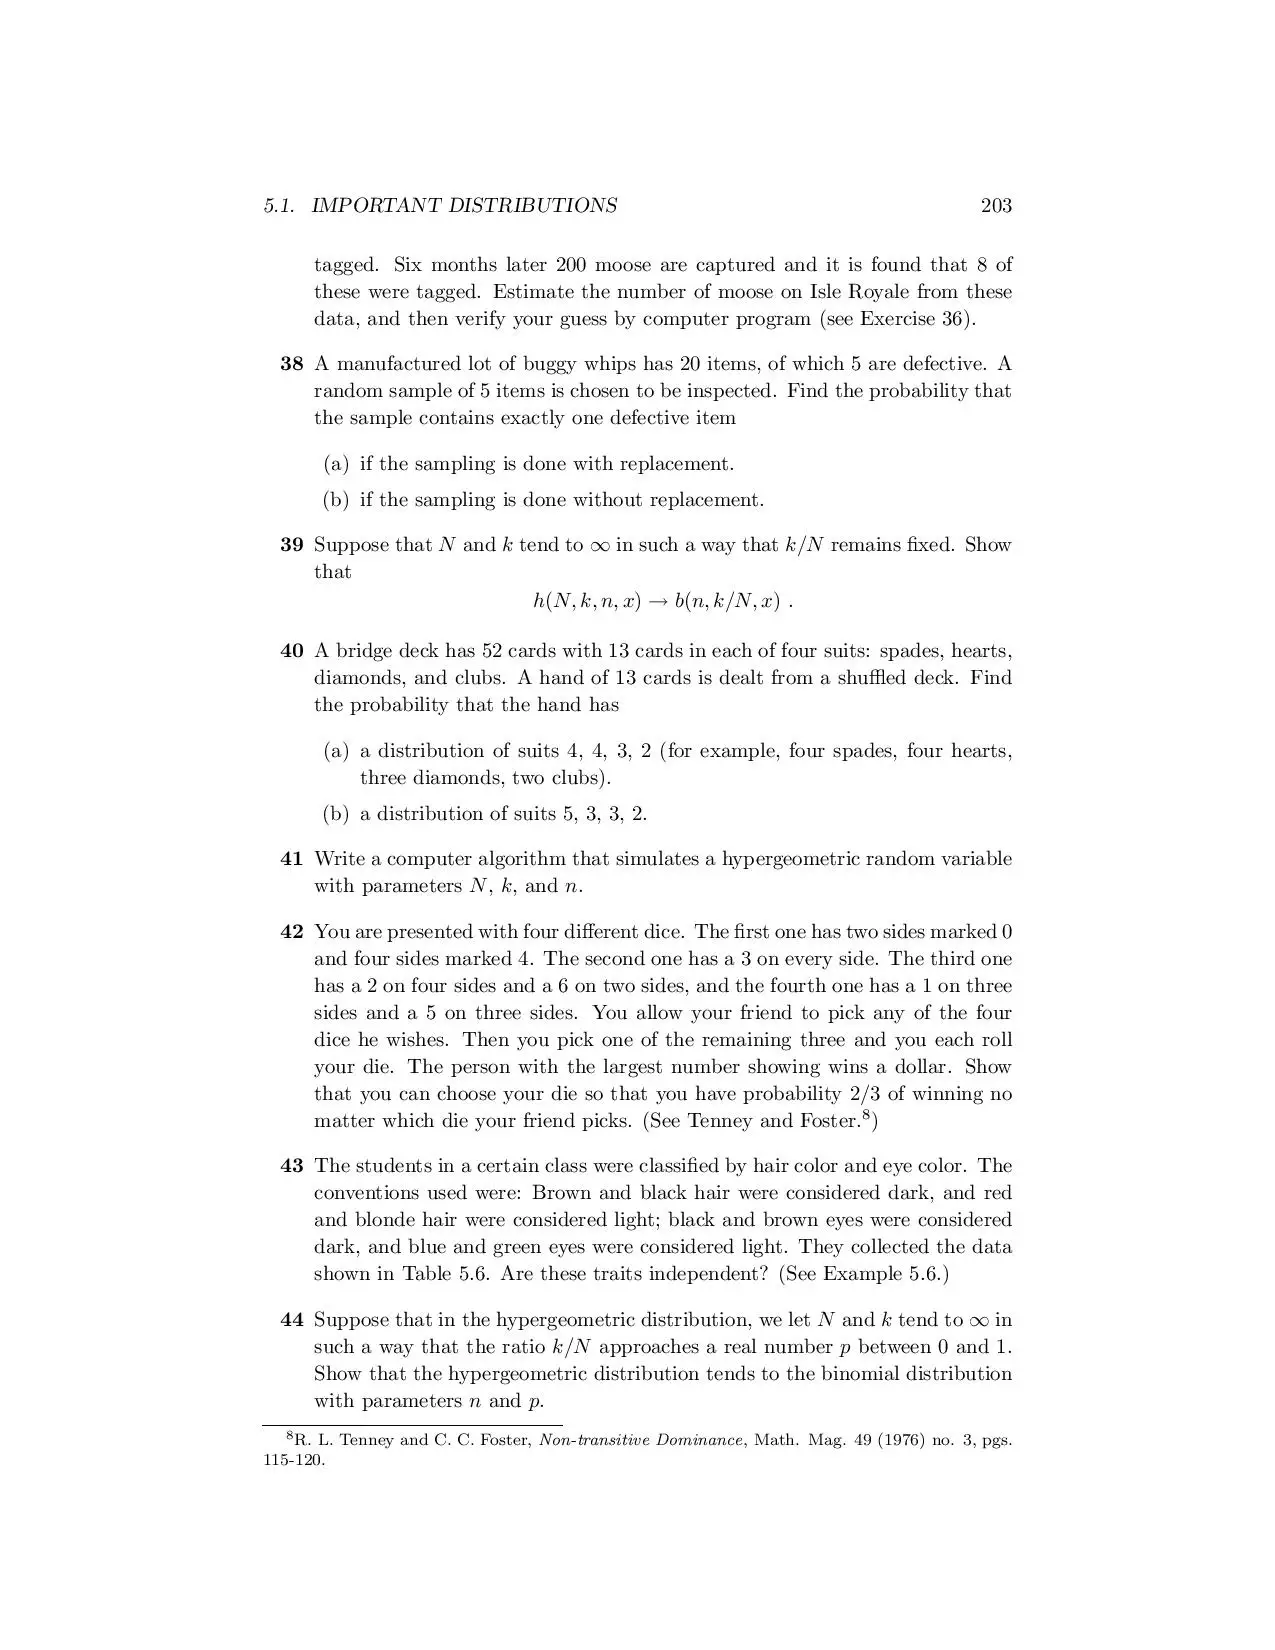 5.1. IMPORTANT DISTRIBUTIONS 203
tagged. Six months later 200 moose are captured and it is found that 8 of
these were tagged. Estimate the number of moose on Isle Royale from these
data, and then verify your guess by computer program (see Exercise 36).
38 A manufactured lot of buggy whips has 20 items, of which 5 are defective. A
random sample of 5 items is chosen to be inspected. Find the probability that
the sample contains exactly one defective item
(a) if the sampling is done with replacement.
(b) if the sampling is done without replacement.
39 Suppose that N and k tend to ∞ in such a way that k/N remains fixed. Show
that
h(N, k, n, x) → b(n, k/N, x) .
40 A bridge deck has 52 cards with 13 cards in each of four suits: spades, hearts,
diamonds, and clubs. A hand of 13 cards is dealt from a shuffled deck. Find
the probability that the hand has
(a) a distribution of suits 4, 4, 3, 2 (for example, four spades, four hearts,
three diamonds, two clubs).
(b) a distribution of suits 5, 3, 3, 2.
41 Write a computer algorithm that simulates a hypergeometric random variable
with parameters N, k, and n.
42 You are presented with four different dice. The first one has two sides marked 0
and four sides marked 4. The second one has a 3 on every side. The third one
has a 2 on four sides and a 6 on two sides, and the fourth one has a 1 on three
sides and a 5 on three sides. You allow your friend to pick any of the four
dice he wishes. Then you pick one of the remaining three and you each roll
your die. The person with the largest number showing wins a dollar. Show
that you can choose your die so that you have probability 2/3 of winning no
matter which die your friend picks. (See Tenney and Foster.⁸)
43 The students in a certain class were classified by hair color and eye color. The
conventions used were: Brown and black hair were considered dark, and red
and blonde hair were considered light; black and brown eyes were considered
dark, and blue and green eyes were considered light. They collected the data
shown in Table 5.6. Are these traits independent? (See Example 5.6.)
44 Suppose that in the hypergeometric distribution, we let N and k tend to ∞ in
such a way that the ratio k/N approaches a real number p between 0 and 1.
Show that the hypergeometric distribution tends to the binomial distribution
with parameters n and p.
⁸R. L. Tenney and C. C. Foster, Non-transitive Dominance, Math. Mag. 49 (1976) no. 3, pgs.
115-120.